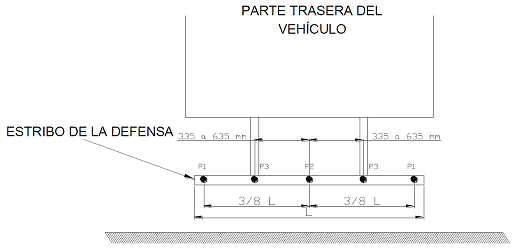 PARTE TRASERA DEL
VEHÍCULO
ESTRIBO DE LA DEFENSA
335 a 635 mm
335 a 635 mm
P1
P3
P2
P3
P1
3/8 L
3/8 L
L